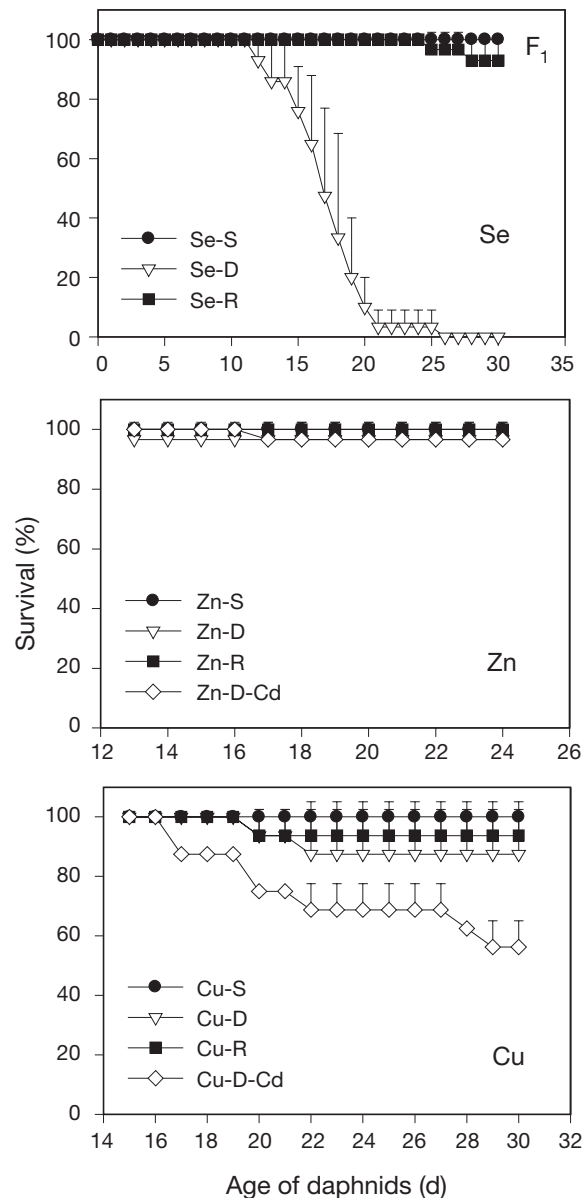 100
80
60
40
20
0
F1
Se-S
Se-D
Se-R
Se
0 5 10 15 20 25 30 35
Survival (%)
100
80
60
40
20
0
Zn-S
Zn-D
Zn-R
Zn-D-Cd
Zn
12 14 16 18 20 22 24 26
100
80
60
40
20
0
Cu-S
Cu-D
Cu-R
Cu-D-Cd
Cu
14 16 18 20 22 24 26 28 30 32
Age of daphnids (d)